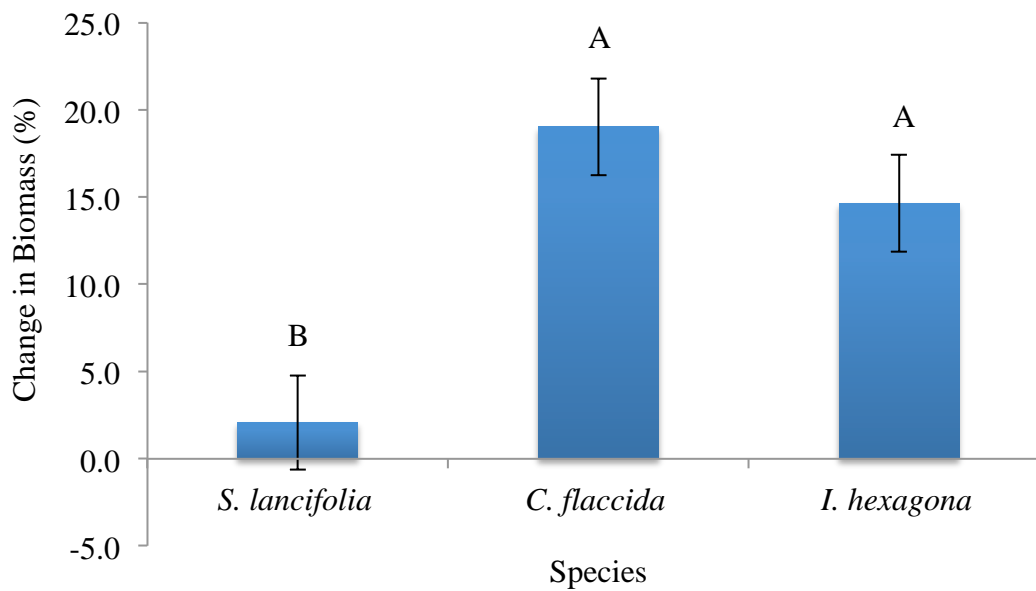 25.0
20.0
15.0
10.0
5.0
0.0
-5.0
Change in Biomass (%)
B
A
A
S. lancifolia
C. flaccida
I. hexagona
Species